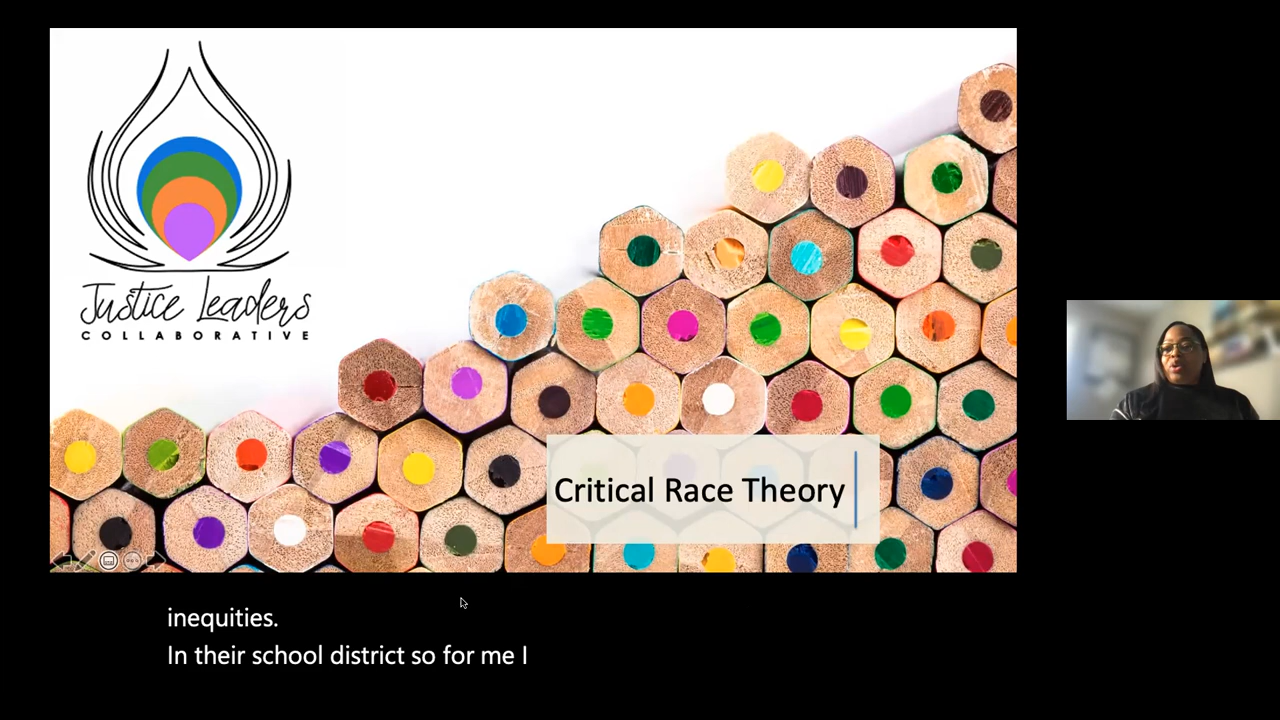 Justice Leaders
COLLABORATIVE
Critical Race Theory
inequities.
In their school district so for me I